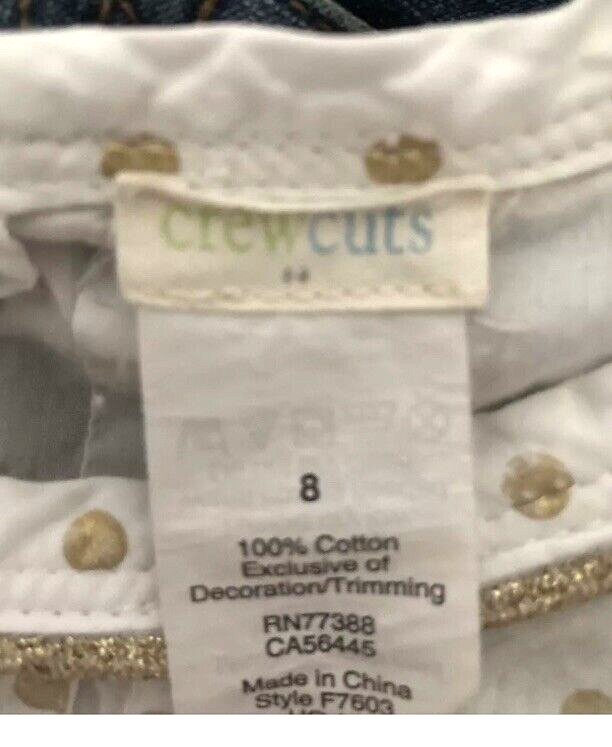 crewcuts
8
100% Cotton
Exclusive of
Decoration/Trimming
RN77388
CA56445
Made in China
Style F7603